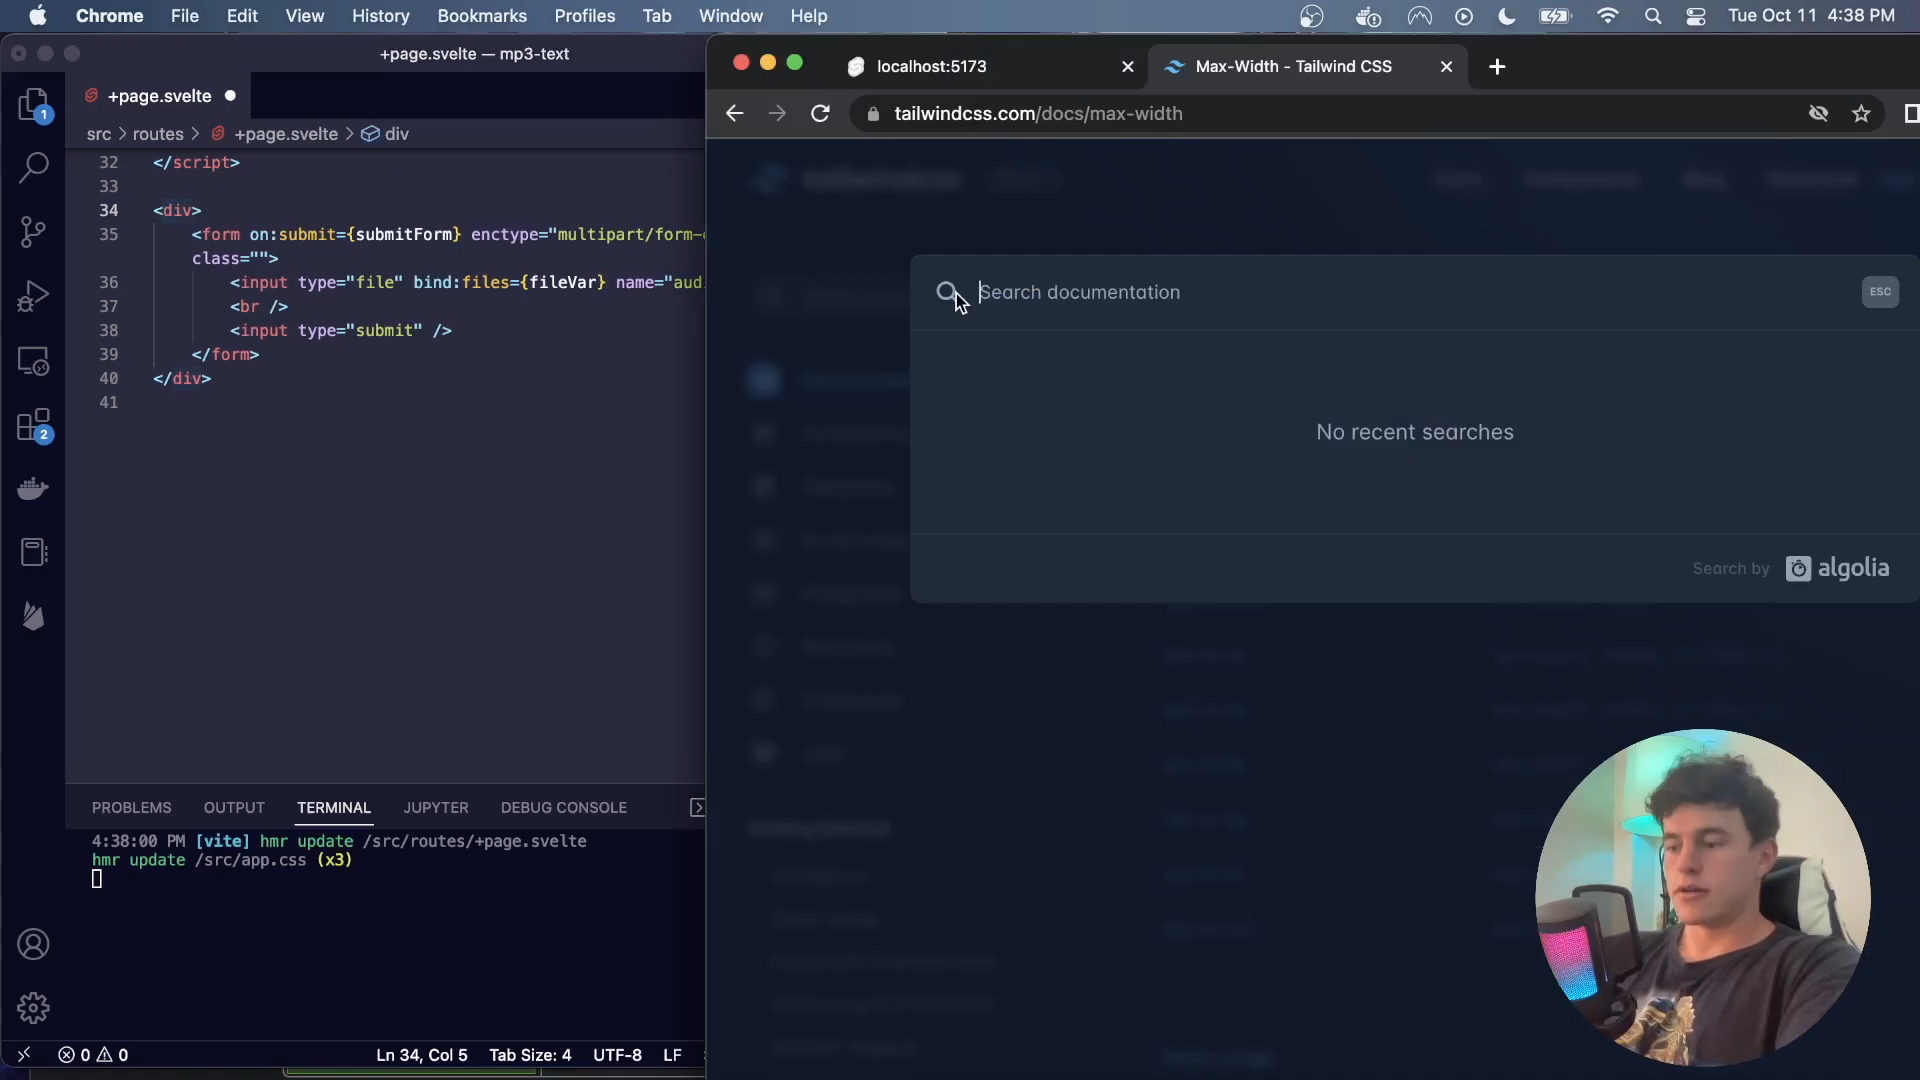 Chrome File Edit View History Bookmarks Profiles Tab Window Help Tue Oct 11 4:38 PM
+page.svelte — mp3-text
+page.svelte
src > routes > +page.svelte > div
32 </script>
33
34 <div>
35 <form on:submit={submitForm} enctype="multipart/form-
class="">
36 <input type="file" bind:files={fileVar} name="aud
37 <br />
38 <input type="submit" />
39 </form>
40 </div>
41
1
2
PROBLEMS OUTPUT TERMINAL JUPYTER DEBUG CONSOLE
4:38:00 PM [vite] hmr update /src/routes/+page.svelte
hmr update /src/app.css (x3)
0 0 Ln 34, Col 5 Tab Size: 4 UTF-8 LF
localhost:5173
Max-Width - Tailwind CSS
tailwindcss.com/docs/max-width
tailwindcss
Search documentation
ESC
No recent searches
Search by algolia